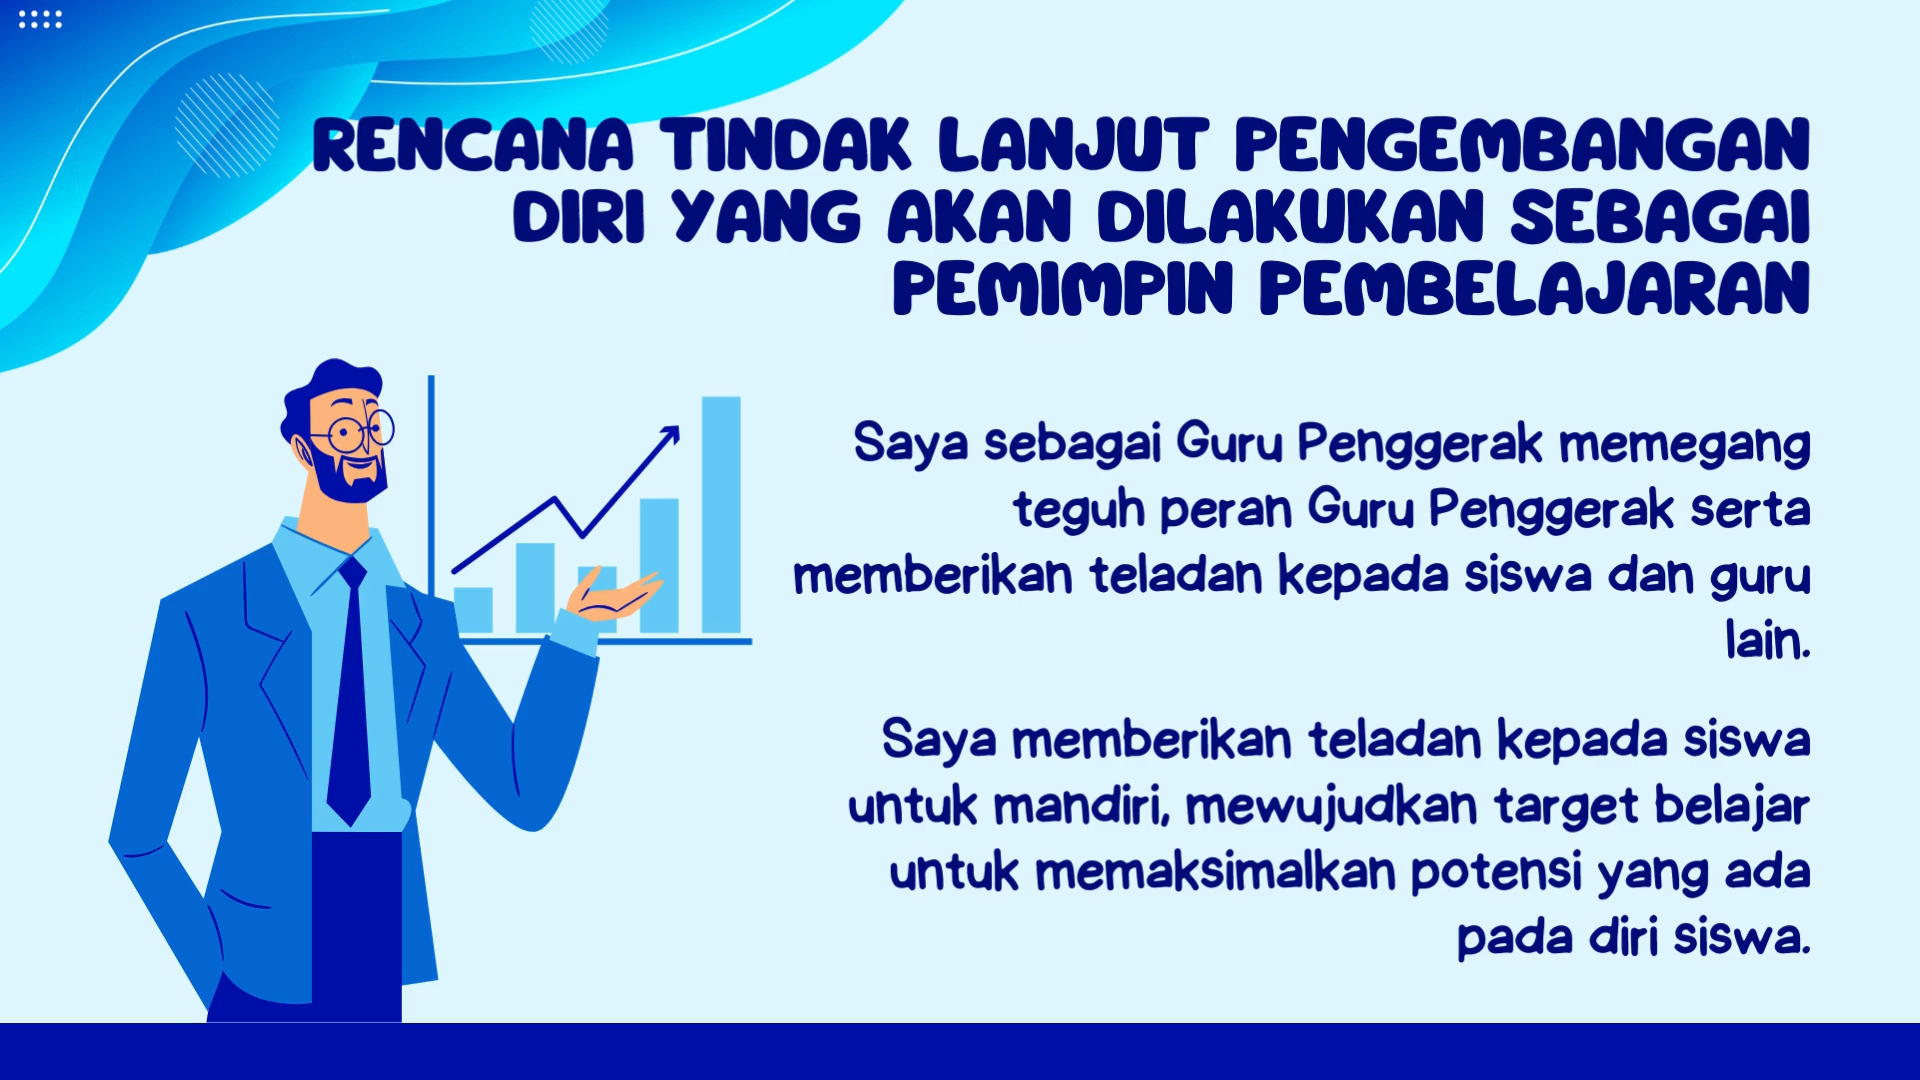 RENCANA TINDAK LANJUT PENGEMBANGAN
DIRI YANG AKAN DILAKUKAN SEBAGAI
PEMIMPIN PEMBELAJARAN
Saya sebagai Guru Penggerak memegang
teguh peran Guru Penggerak serta
memberikan teladan kepada siswa dan guru
lain.
Saya memberikan teladan kepada siswa
untuk mandiri, mewujudkan target belajar
untuk memaksimalkan potensi yang ada
pada diri siswa.